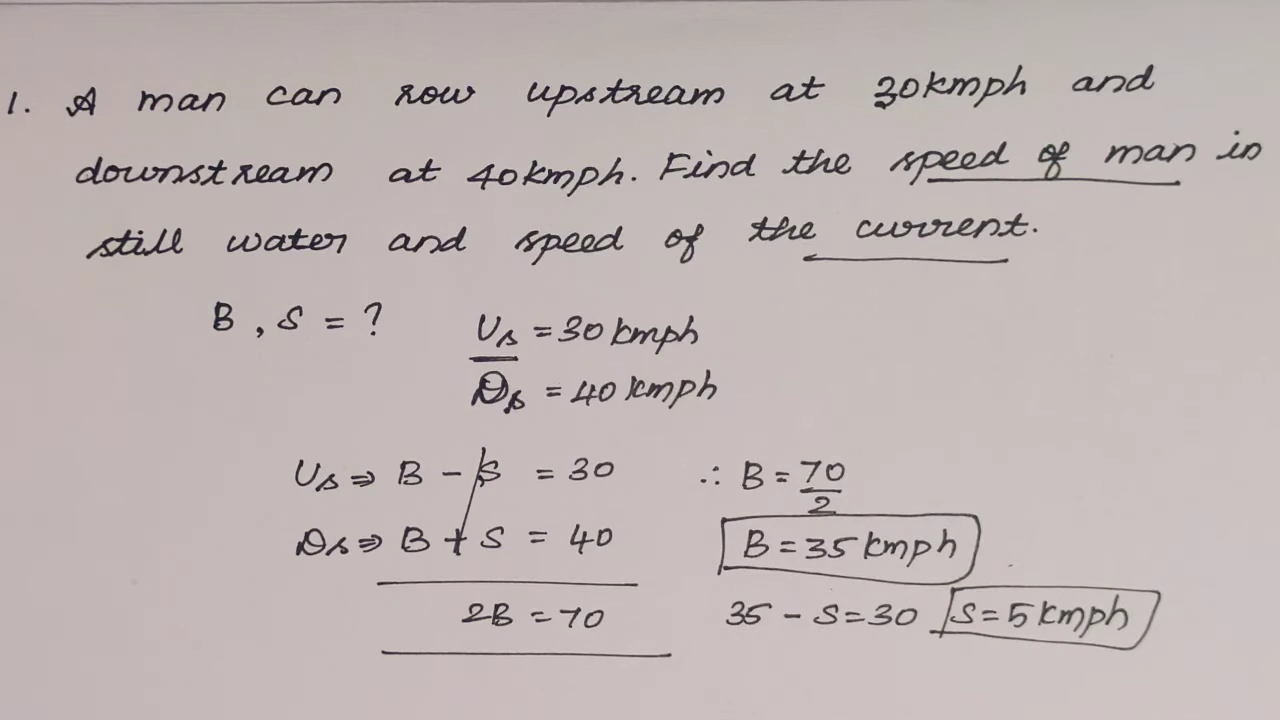 1. A man can row upstream at 30kmph and
downstream at 40kmph. Find the speed of man in
still water and speed of the current.
B, S = ?
Us = 30 kmph
Ds = 40 kmph
Us ⇒ B - S = 30
Ds ⇒ B + S = 40
2B = 70
∴ B = 70/2
B = 35 kmph
35 - S = 30 S = 5 kmph